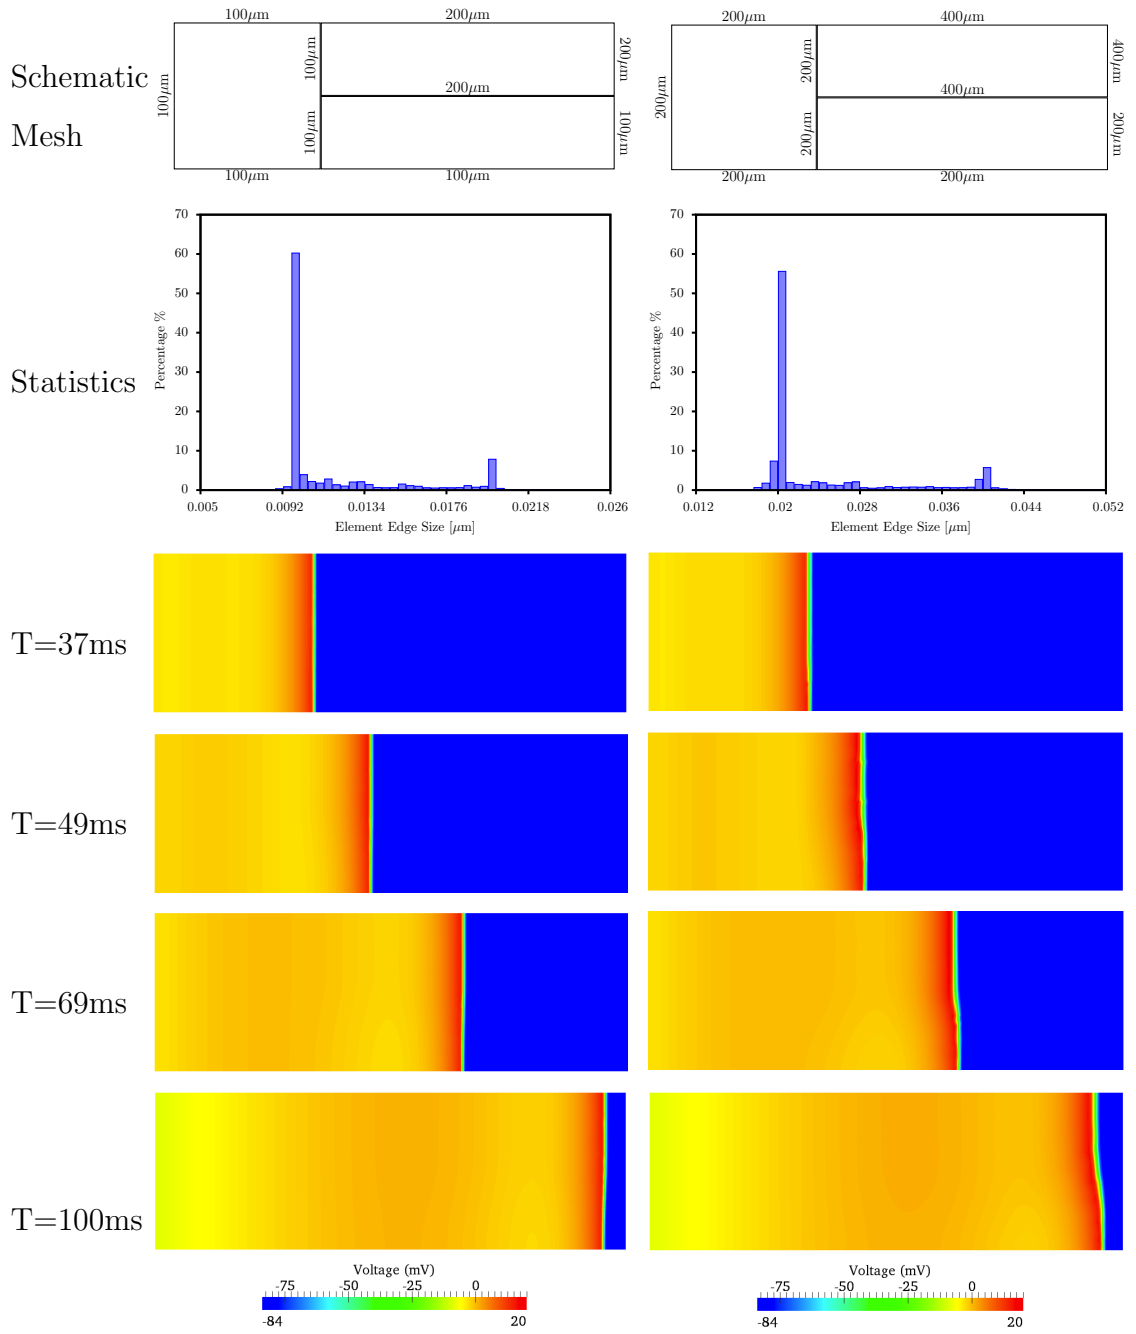 100μm 200μm 200μm 400μm
Schematic
Mesh
100μm 100μm 200μm 200μm 200μm 400μm
200μm 400μm
100μm 100μm 200μm 200μm
100μm 100μm 200μm 200μm
Statistics
Percentage %
70
60
50
40
30
20
10
0
0.005 0.0092 0.0134 0.0176 0.0218 0.026
Element Edge Size [μm]
Percentage %
70
60
50
40
30
20
10
0
0.012 0.02 0.028 0.036 0.044 0.052
Element Edge Size [μm]
T=37ms
T=49ms
T=69ms
T=100ms
Voltage (mV)
-75 -50 -25 0
-84 20
Voltage (mV)
-75 -50 -25 0
-84 20